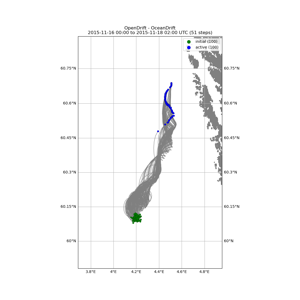 OpenDrift - OceanDrift
2015-11-16 00:00 to 2015-11-18 02:00 UTC (51 steps)
initial (100)
active (100)
60.75°N 60.75°N
60.6°N 60.6°N
60.45°N 60.45°N
60.3°N 60.3°N
60.15°N 60.15°N
60°N 60°N
3.8°E 4°E 4.2°E 4.4°E 4.6°E 4.8°E